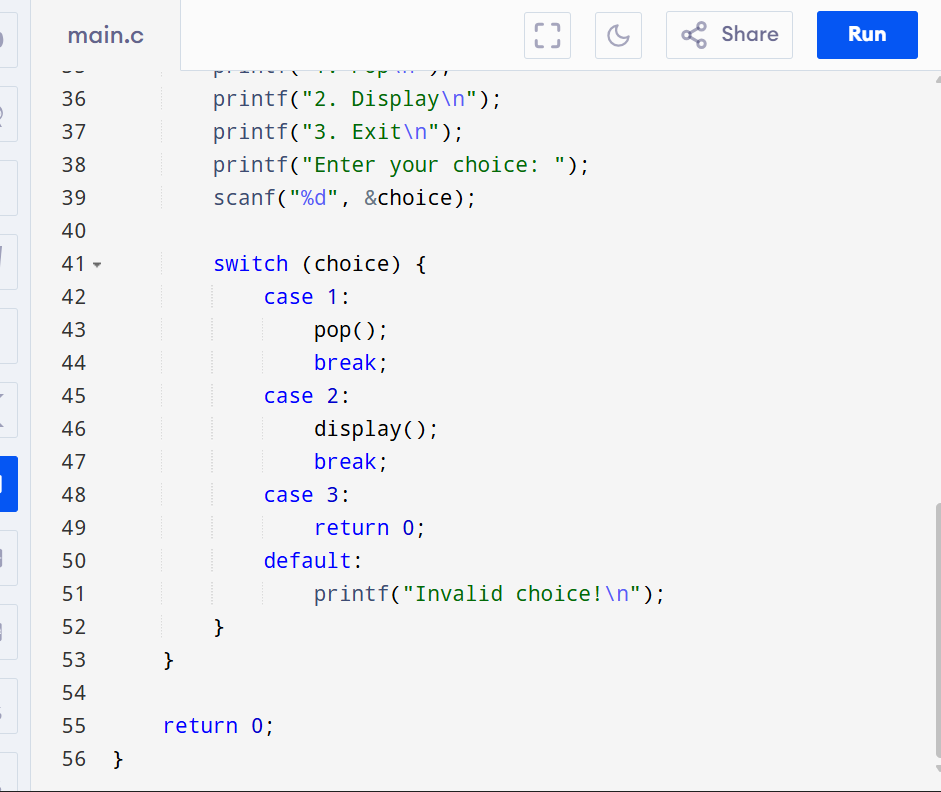 main.c
Share
Run
36 printf("2. Display\n");
37 printf("3. Exit\n");
38 printf("Enter your choice: ");
39 scanf("%d", &choice);
40
41 switch (choice) {
42 case 1:
43 pop();
44 break;
45 case 2:
46 display();
47 break;
48 case 3:
49 return 0;
50 default:
51 printf("Invalid choice!\n");
52 }
53 }
54
55 return 0;
56 }